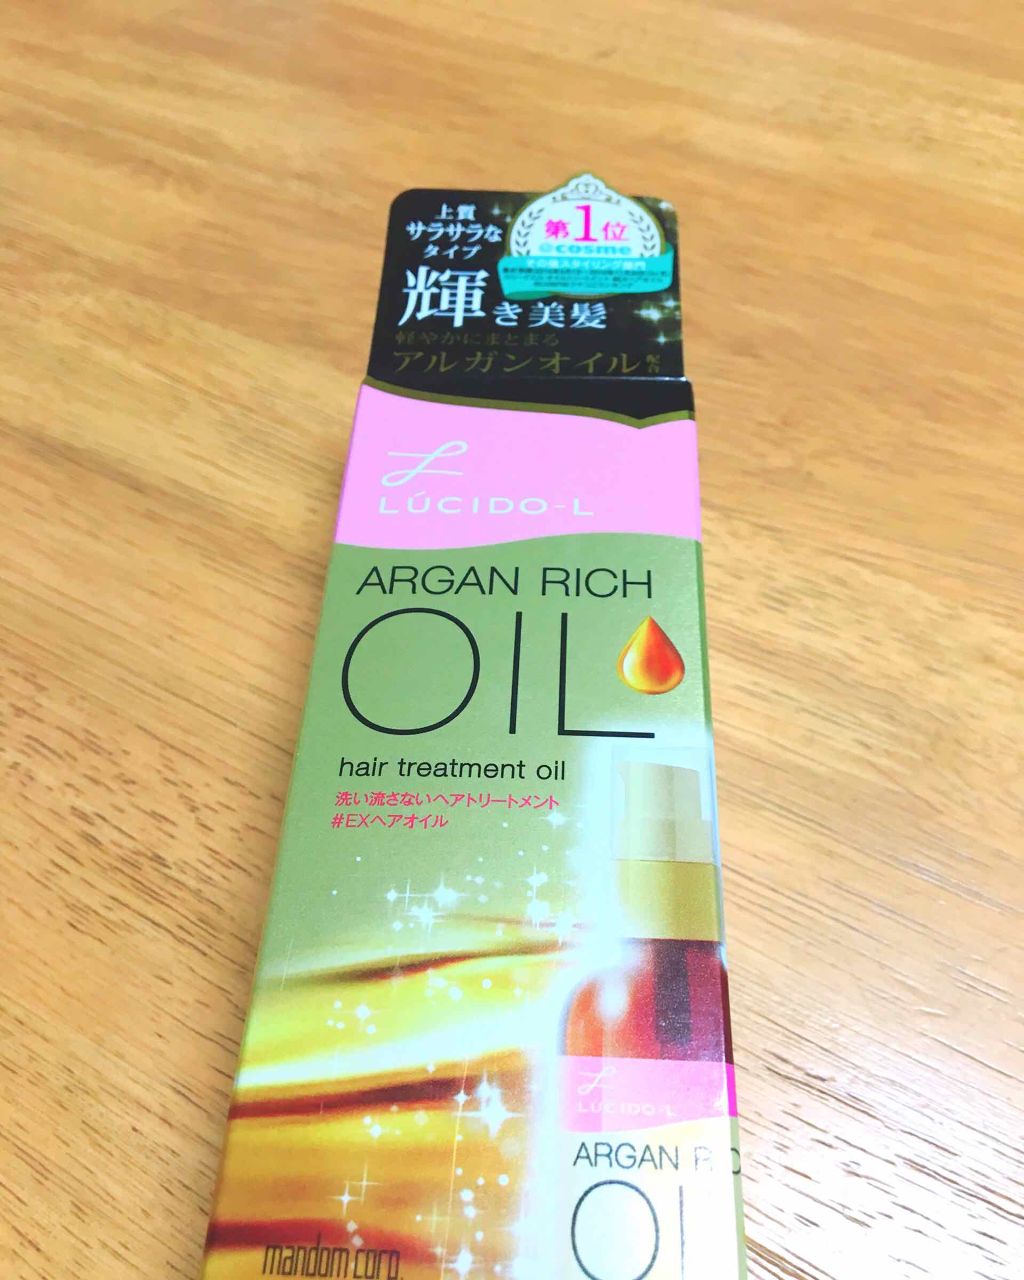 上質
サラサラな
タイプ
第1位
@cosme
その他スタイリング部門
輝き美髪
軽やかにまとまる
アルガンオイル配合
LÚCIDO-L
ARGAN RICH
OIL
hair treatment oil
洗い流さないヘアトリートメント
#EXヘアオイル
LÚCIDO-L
ARGAN R
OI
mandom corp.